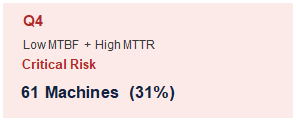 Q4
Low MTBF + High MTTR
Critical Risk
61 Machines (31%)